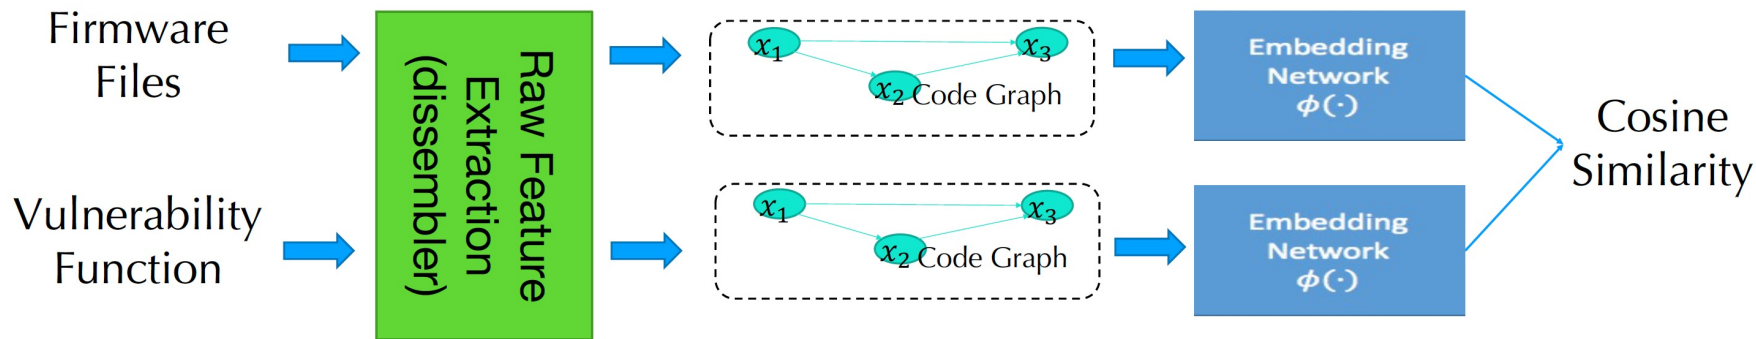 Firmware
Files
Vulnerability
Function
Raw Feature
Extraction
(dissembler)
x₁
x₃
x₂ Code Graph
x₁
x₃
x₂ Code Graph
Embedding
Network
ϕ(·)
Embedding
Network
ϕ(·)
Cosine
Similarity